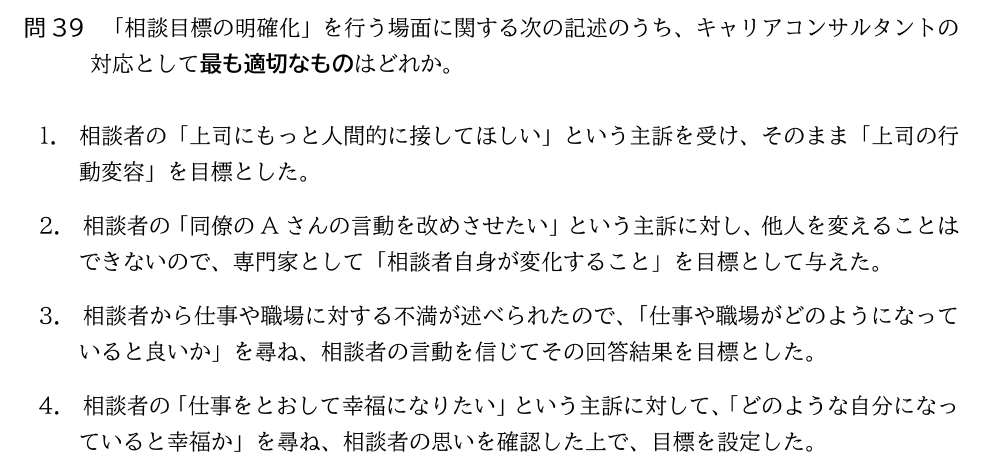 問 39 「相談目標の明確化」を行う場面に関する次の記述のうち、キャリアコンサルタントの
対応として最も適切なものはどれか。
1. 相談者の「上司にもっと人間的に接してほしい」という主訴を受け、そのまま「上司の行
動変容」を目標とした。
2. 相談者の「同僚の A さんの言動を改めさせたい」という主訴に対し、他人を変えることは
できないので、専門家として「相談者自身が変化すること」を目標として与えた。
3. 相談者から仕事や職場に対する不満が述べられたので、「仕事や職場がどのようになって
いると良いか」を尋ね、相談者の言動を信じてその回答結果を目標とした。
4. 相談者の「仕事をとおして幸福になりたい」という主訴に対して、「どのような自分になっ
ていると幸福か」を尋ね、相談者の思いを確認した上で、目標を設定した。